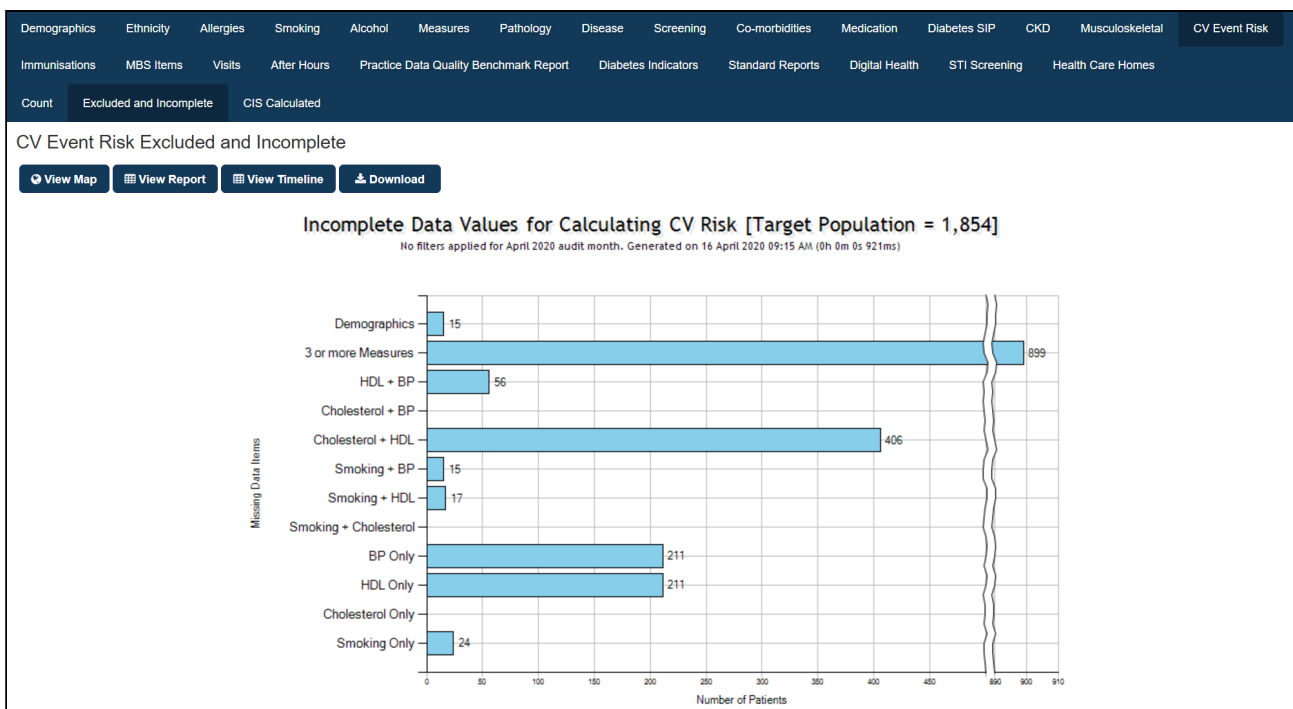 Demographics Ethnicity Allergies Smoking Alcohol Measures Pathology Disease Screening Co-morbidities Medication Diabetes SIP CKD Musculoskeletal CV Event Risk
Immunisations MBS Items Visits After Hours Practice Data Quality Benchmark Report Diabetes Indicators Standard Reports Digital Health STI Screening Health Care Homes
Count Excluded and Incomplete CIS Calculated
CV Event Risk Excluded and Incomplete
View Map View Report View Timeline Download
Incomplete Data Values for Calculating CV Risk [Target Population = 1,854]
No filters applied for April 2020 audit month. Generated on 16 April 2020 09:15 AM (0h 0m 0s 921ms)
Missing Data Items
Demographics 15
3 or more Measures 899
HDL + BP 56
Cholesterol + BP
Cholesterol + HDL 406
Smoking + BP 15
Smoking + HDL 17
Smoking + Cholesterol
BP Only 211
HDL Only 211
Cholesterol Only
Smoking Only 24
0 50 100 150 200 250 300 350 400 450 890 900 910
Number of Patients